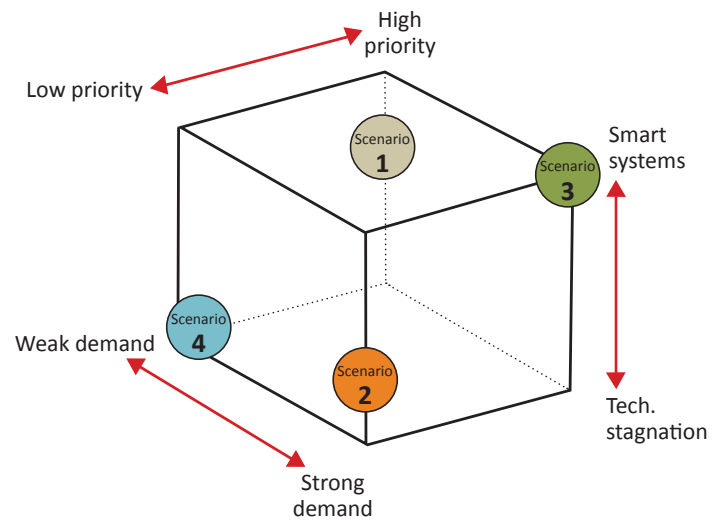 High
priority
Low priority
Scenario
1
Smart
systems
Scenario
3
Scenario
4
Weak demand
Scenario
2
Tech.
stagnation
Strong
demand